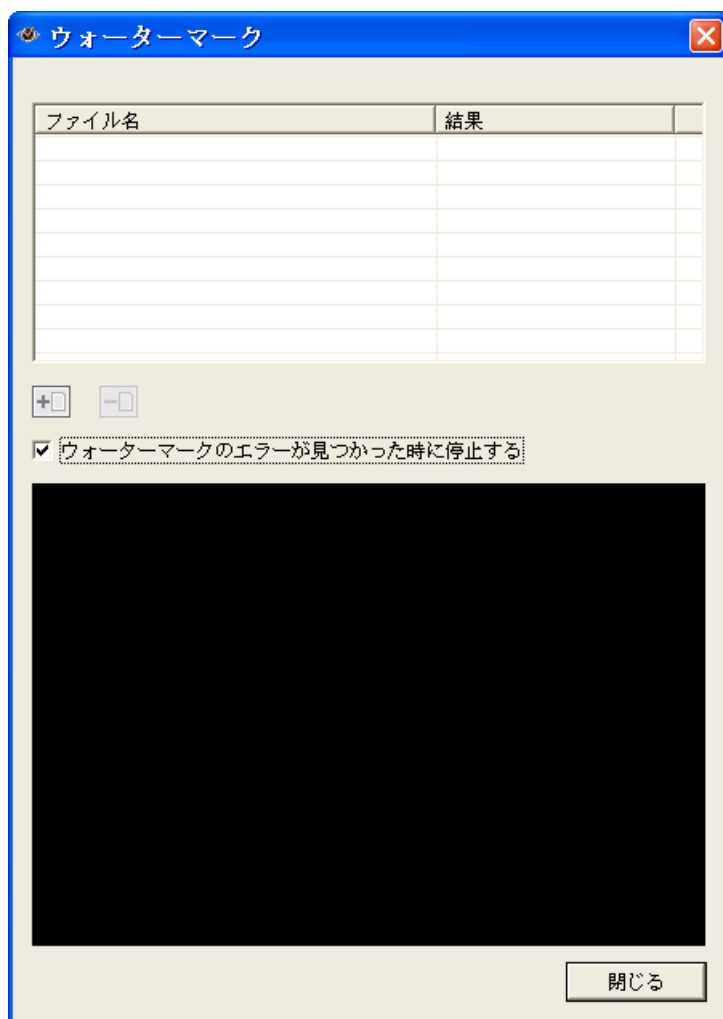 ウォーターマーク
ファイル名 結果
ウォーターマークのエラーが見つかった時に停止する
閉じる